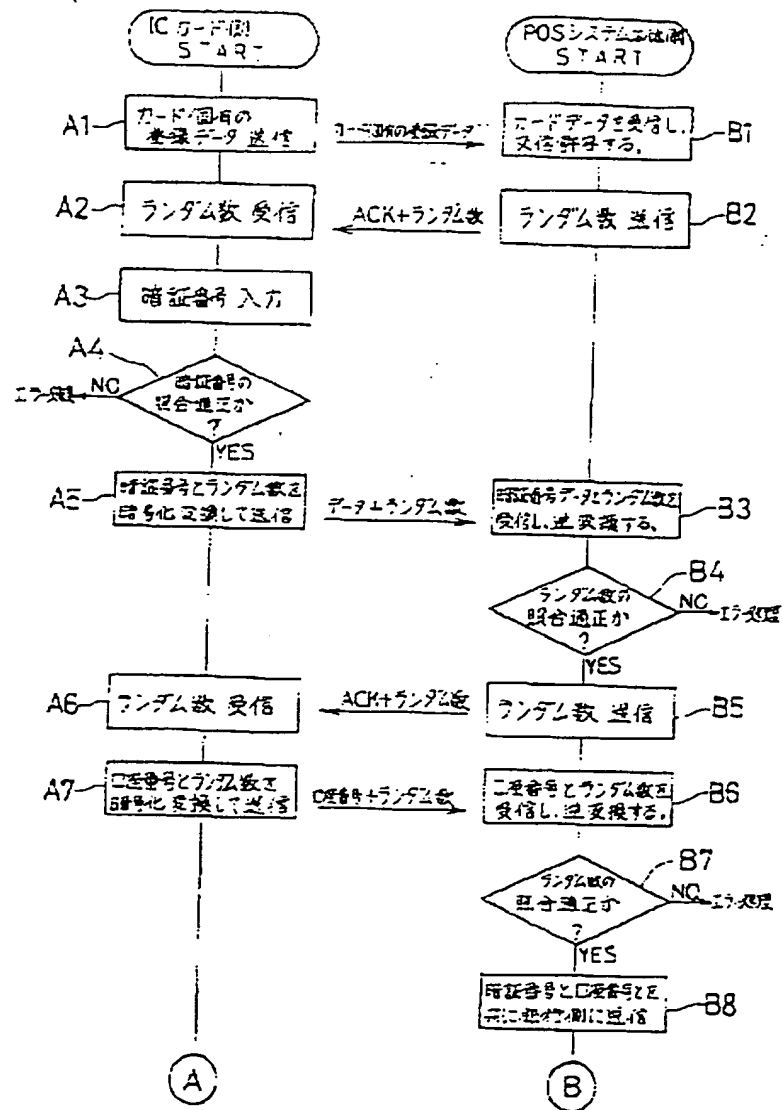 ICカード側
START
POSシステム本体側
START
A1
カード固有の
登録データ送信
カード固有の登録データ
カードデータを受信し、
交信許可する。
B1
A2
ランダム数 受信
ACK+ランダム数
ランダム数 送信
B2
A3
暗証番号 入力
A4
暗証番号の
照合適正か
?
NO
エラー処理
YES
A5
暗証番号とランダム数を
暗号化変換して送信
データ+ランダム数
暗証番号データとランダム数を
受信し、逆変換する。
B3
B4
ランダム数の
照合適正か
?
NO
エラー処理
YES
A6
ランダム数 受信
ACK+ランダム数
ランダム数 送信
B5
A7
口座番号とランダム数を
暗号化変換して送信
口座番号+ランダム数
口座番号とランダム数を
受信し、逆変換する。
B6
B7
ランダム数の
照合適正か
?
NO
エラー処理
YES
暗証番号と口座番号とを
B8
A
B